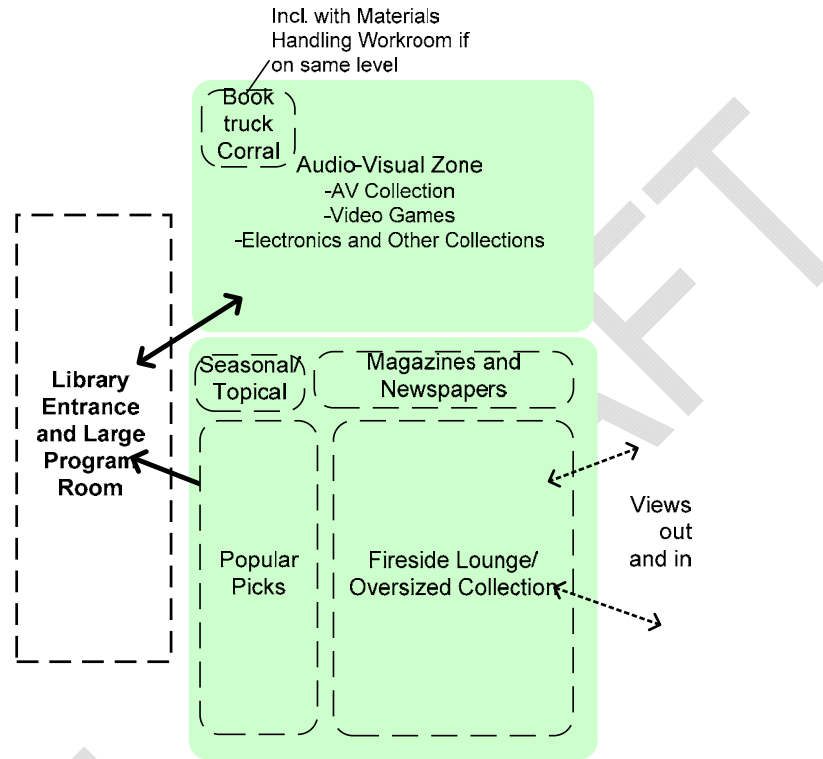 Incl. with Materials
Handling Workroom if
on same level
Book
truck
Corral
Audio-Visual Zone
-AV Collection
-Video Games
-Electronics and Other Collections
Library
Entrance
and Large
Program
Room
Seasonal/
Topical
Magazines and
Newspapers
Popular
Picks
Fireside Lounge/
Oversized Collection
Views
out
and in